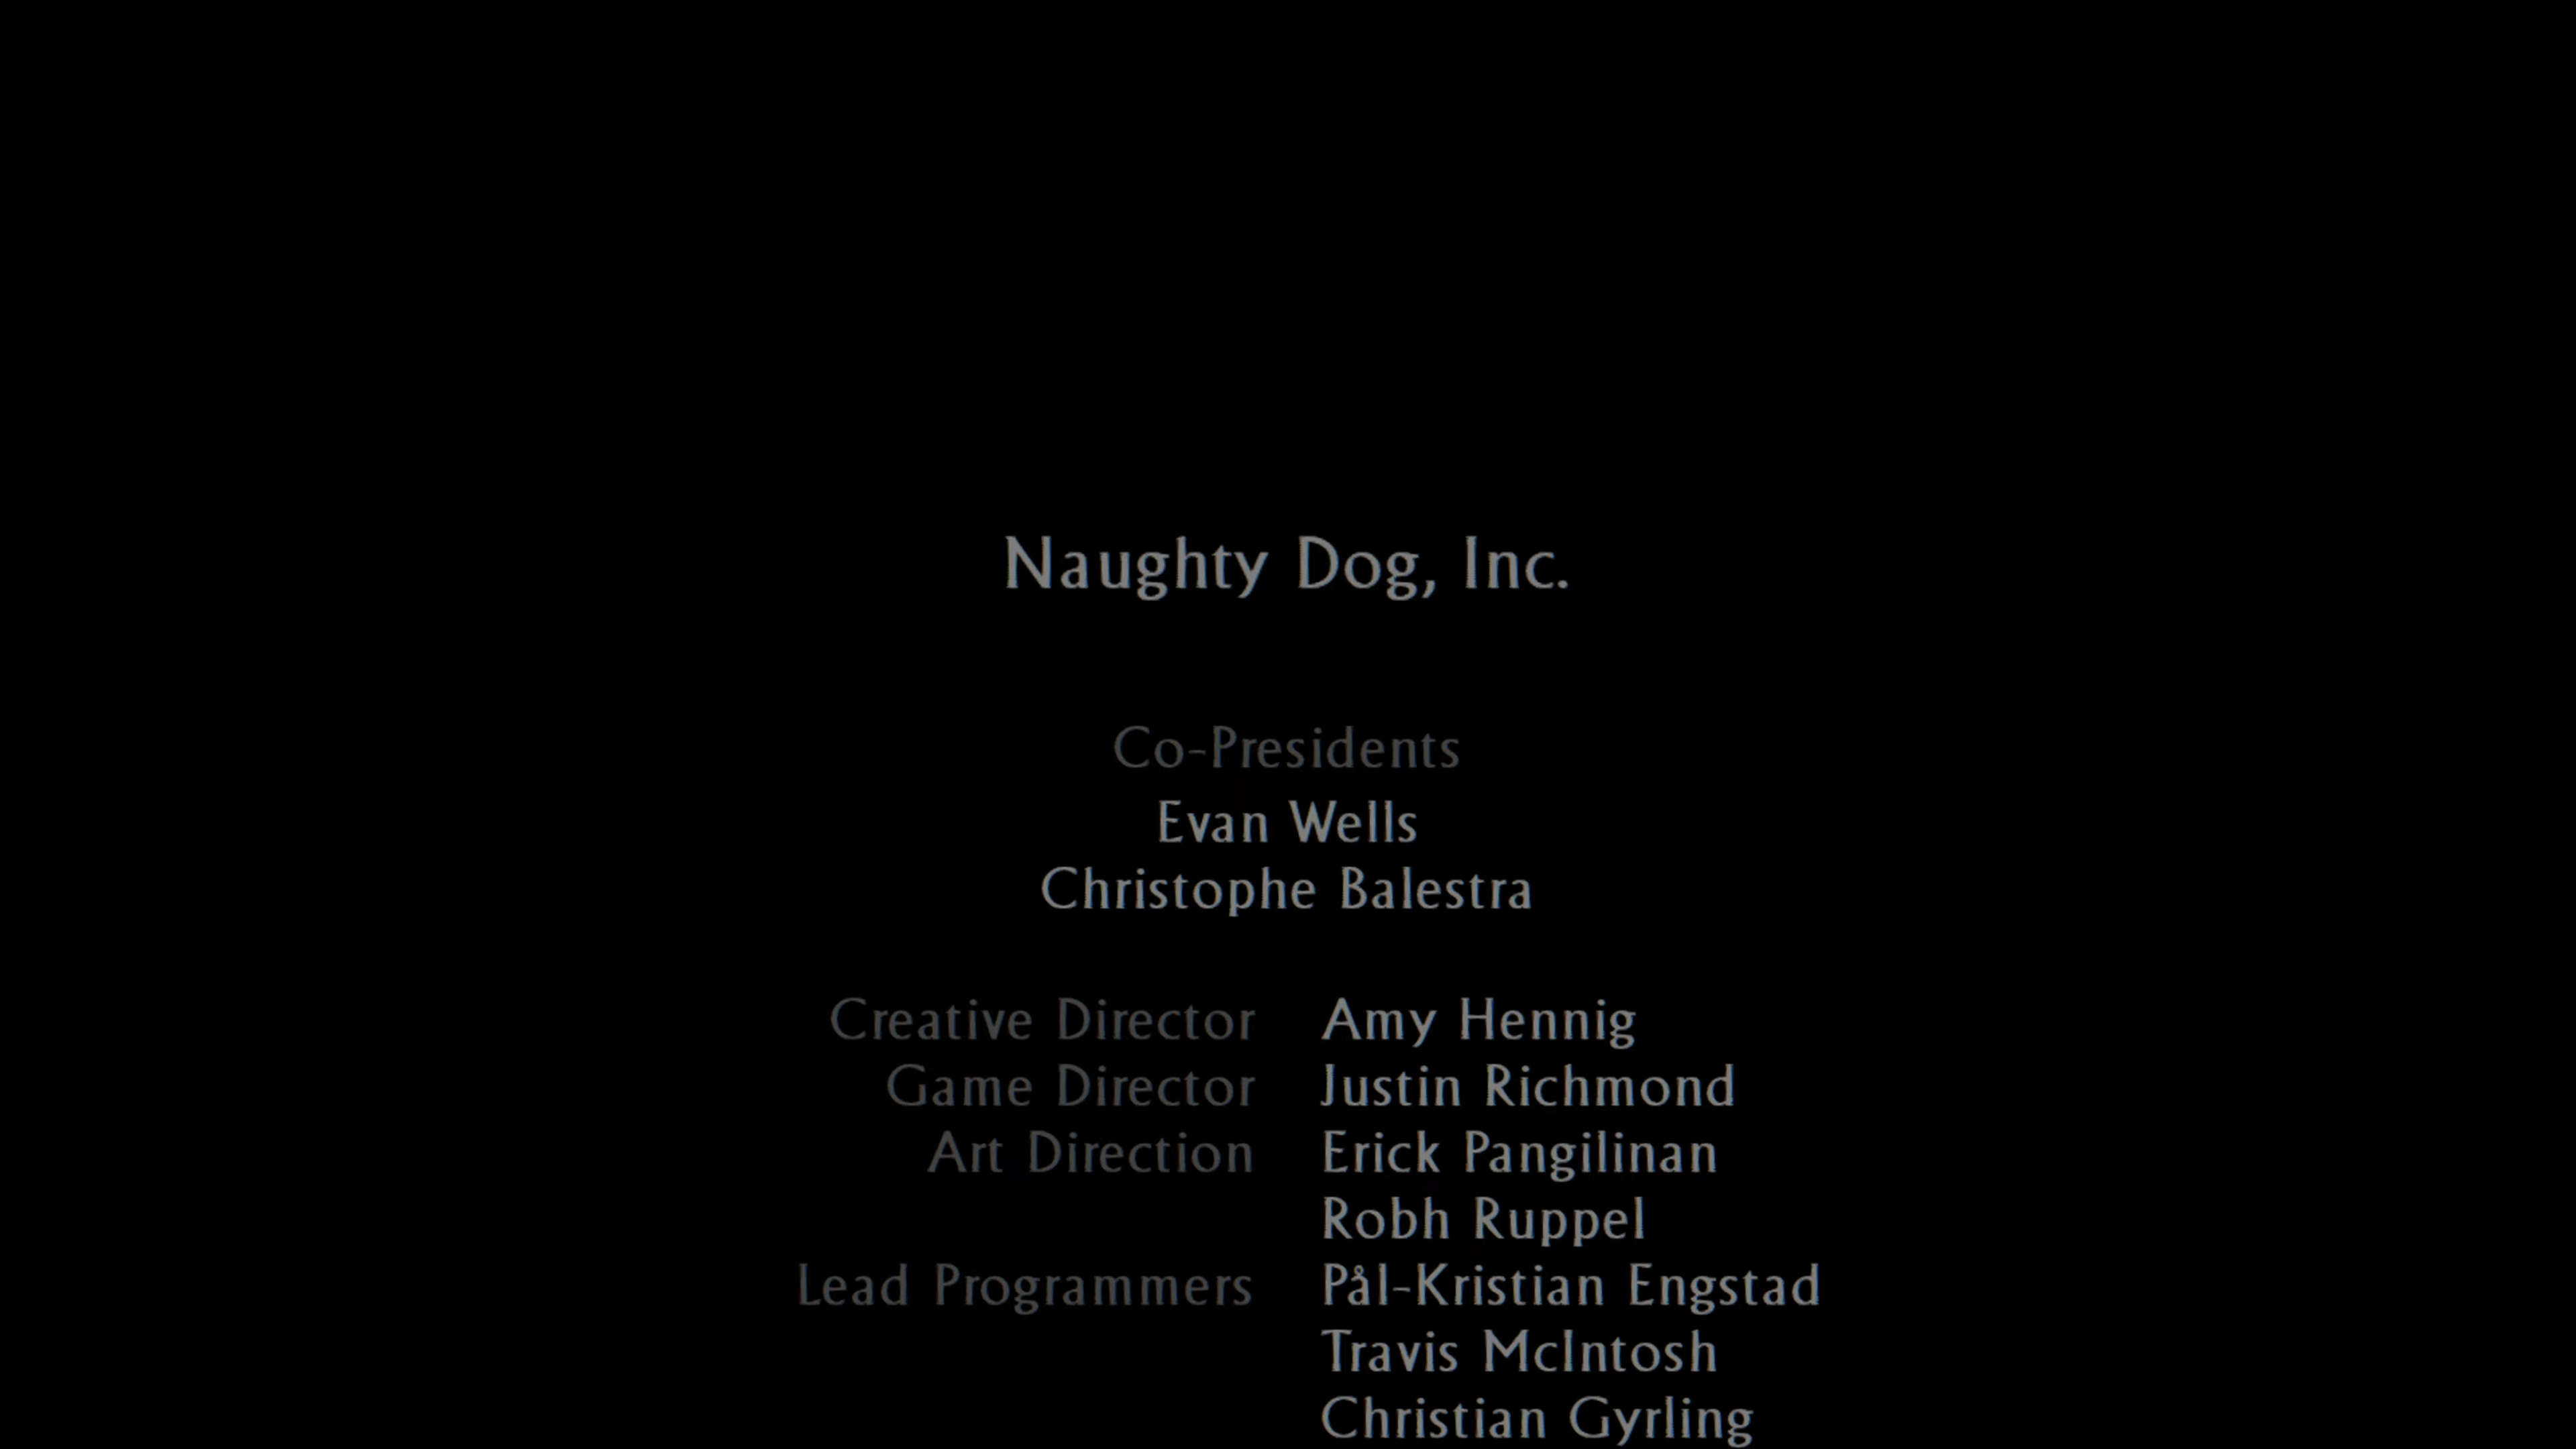 Naughty Dog, Inc.
Co-Presidents
Evan Wells
Christophe Balestra
Creative Director Amy Hennig
Game Director Justin Richmond
Art Direction Erick Pangilinan
Robh Ruppel
Lead Programmers Pål-Kristian Engstad
Travis McIntosh
Christian Gyrling